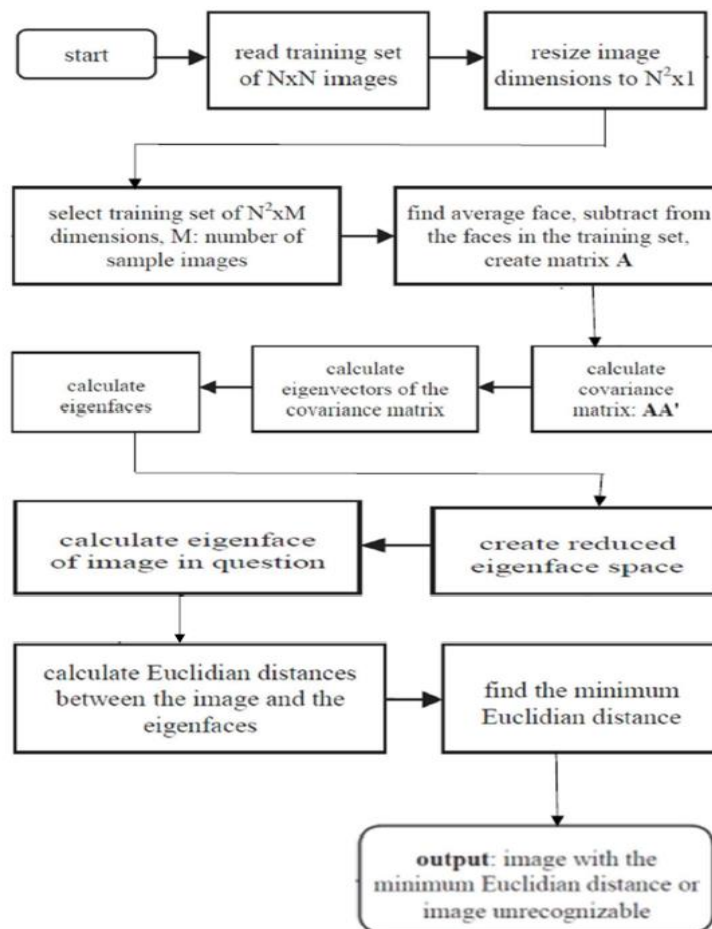 start
read training set
of NxN images
resize image
dimensions to N²x1
select training set of N²xM
dimensions, M: number of
sample images
find average face, subtract from
the faces in the training set,
create matrix A
calculate
covariance
matrix: AA'
calculate
eigenvectors of the
covariance matrix
calculate
eigenfaces
create reduced
eigenface space
calculate eigenface
of image in question
calculate Euclidian distances
between the image and the
eigenfaces
find the minimum
Euclidian distance
output: image with the
minimum Euclidian distance or
image unrecognizable